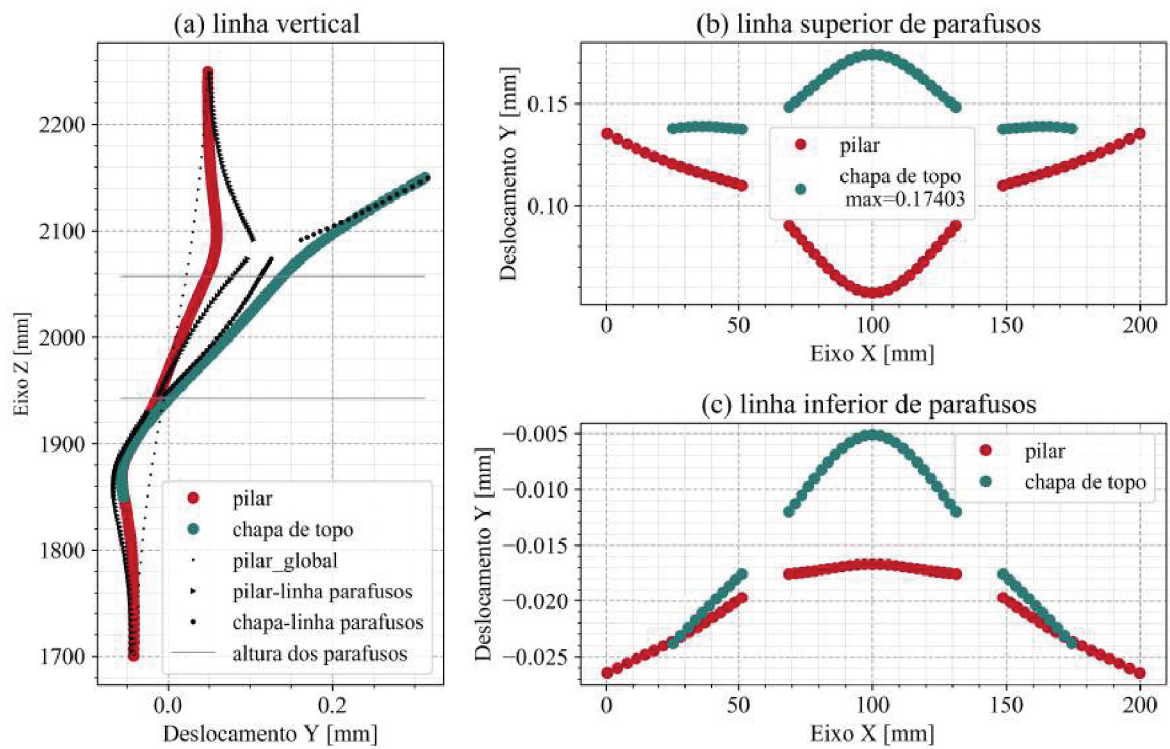 (a) linha vertical
2200
2100
2000
1900
1800
1700
Eixo Z [mm]
0.0
0.2
Deslocamento Y [mm]
pilar
chapa de topo
pilar_global
pilar-linha parafusos
chapa-linha parafusos
altura dos parafusos
(b) linha superior de parafusos
0.15
0.10
Deslocamento Y [mm]
pilar
chapa de topo
max=0.17403
0
50
100
150
200
Eixo X [mm]
(c) linha inferior de parafusos
−0.005
−0.010
−0.015
−0.020
−0.025
Deslocamento Y [mm]
pilar
chapa de topo
0
50
100
150
200
Eixo X [mm]